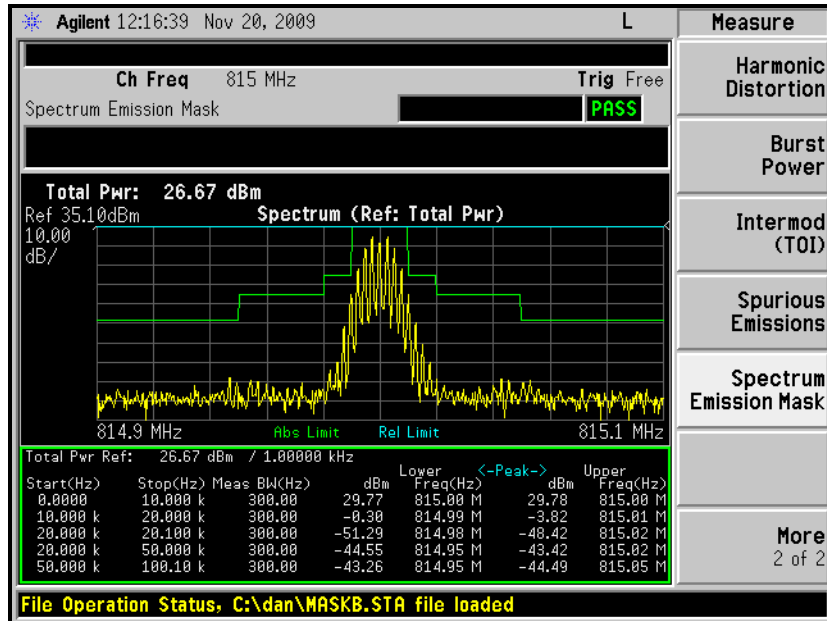 Agilent 12:16:39 Nov 20, 2009 L
Measure
Ch Freq 815 MHz Trig Free
Spectrum Emission Mask PASS
Harmonic
Distortion
Burst
Power
Intermod
(TOI)
Spurious
Emissions
Spectrum
Emission Mask
More
2 of 2
Total Pwr: 26.67 dBm
Ref 35.10dBm Spectrum (Ref: Total Pwr)
10.00
dB/
814.9 MHz Abs Limit Rel Limit 815.1 MHz
Total Pwr Ref: 26.67 dBm / 1.00000 kHz
Lower <-Peak-> Upper
Start(Hz) Stop(Hz) Meas BW(Hz) dBm Freq(Hz) dBm Freq(Hz)
0.0000 10.000 k 300.00 29.77 815.00 M 29.78 815.00 M
10.000 k 20.000 k 300.00 -0.30 814.99 M -3.82 815.01 M
20.000 k 20.100 k 300.00 -51.29 814.98 M -48.42 815.02 M
20.000 k 50.000 k 300.00 -44.55 814.95 M -43.42 815.02 M
50.000 k 100.10 k 300.00 -43.26 814.95 M -44.49 815.05 M
File Operation Status, C:\dan\MASKB.STA file loaded